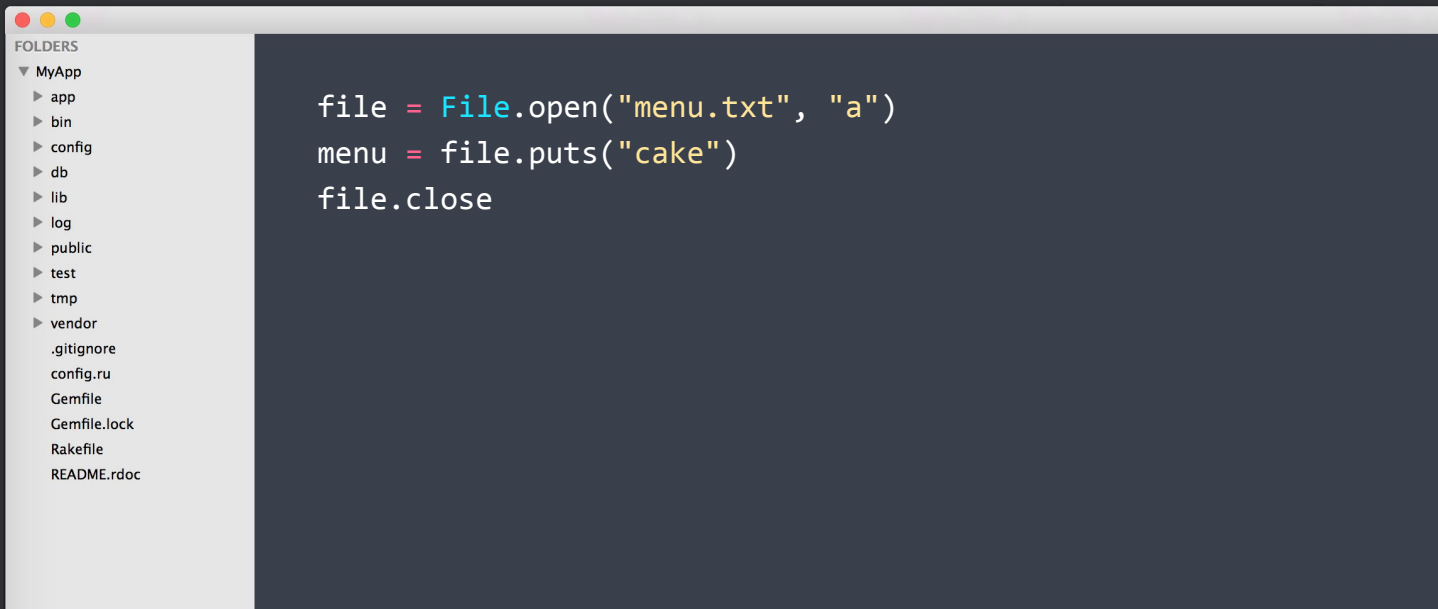 FOLDERS
MyApp
app
bin
config
db
lib
log
public
test
tmp
vendor
.gitignore
config.ru
Gemfile
Gemfile.lock
Rakefile
README.rdoc
file = File.open("menu.txt", "a")
menu = file.puts("cake")
file.close